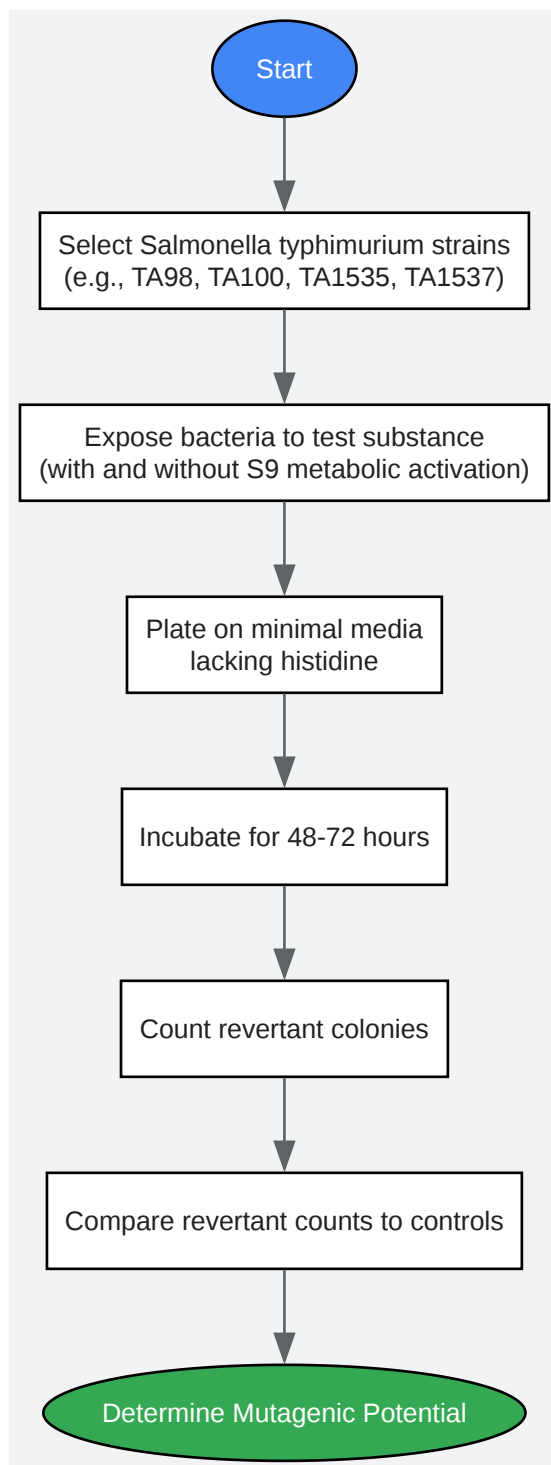 Start
Select Salmonella typhimurium strains
(e.g., TA98, TA100, TA1535, TA1537)
Expose bacteria to test substance
(with and without S9 metabolic activation)
Plate on minimal media
lacking histidine
Incubate for 48-72 hours
Count revertant colonies
Compare revertant counts to controls
Determine Mutagenic Potential